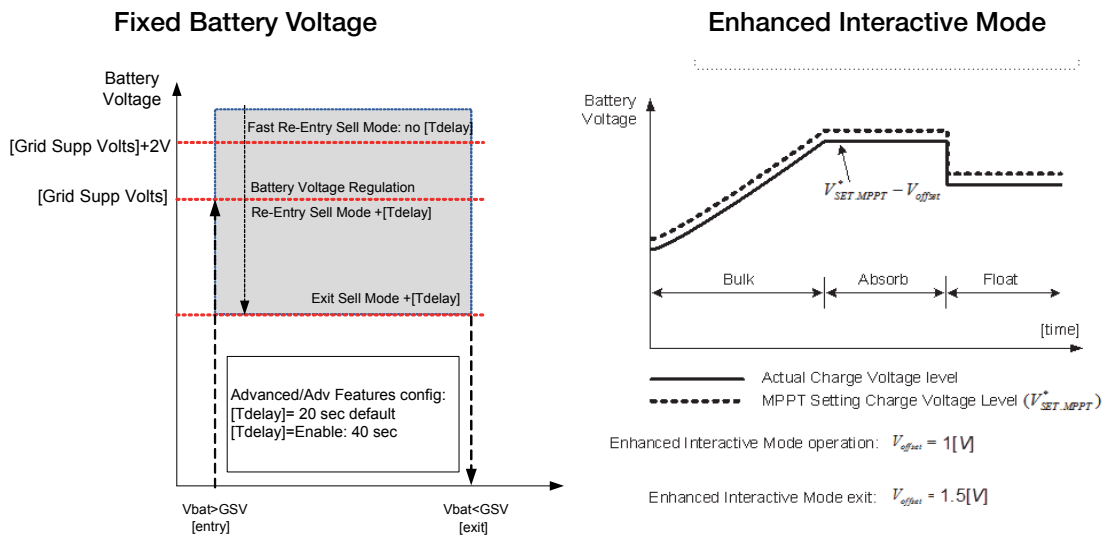 Fixed Battery Voltage
Battery
Voltage
[Grid Supp Volts]+2V
[Grid Supp Volts]
Fast Re-Entry Sell Mode: no [Tdelay]
Battery Voltage Regulation
Re-Entry Sell Mode +[Tdelay]
Exit Sell Mode +[Tdelay]
Advanced/Adv Features config:
[Tdelay]= 20 sec default
[Tdelay]=Enable: 40 sec
Vbat>GSV
[entry]
Vbat<GSV
[exit]
Enhanced Interactive Mode
Battery
Voltage
V*SET.MPPT – Voffset
Bulk
Absorb
Float
[time]
Actual Charge Voltage level
MPPT Setting Charge Voltage Level (V*SET.MPPT)
Enhanced Interactive Mode operation: Voffset = 1[V]
Enhanced Interactive Mode exit: Voffset = 1.5[V]